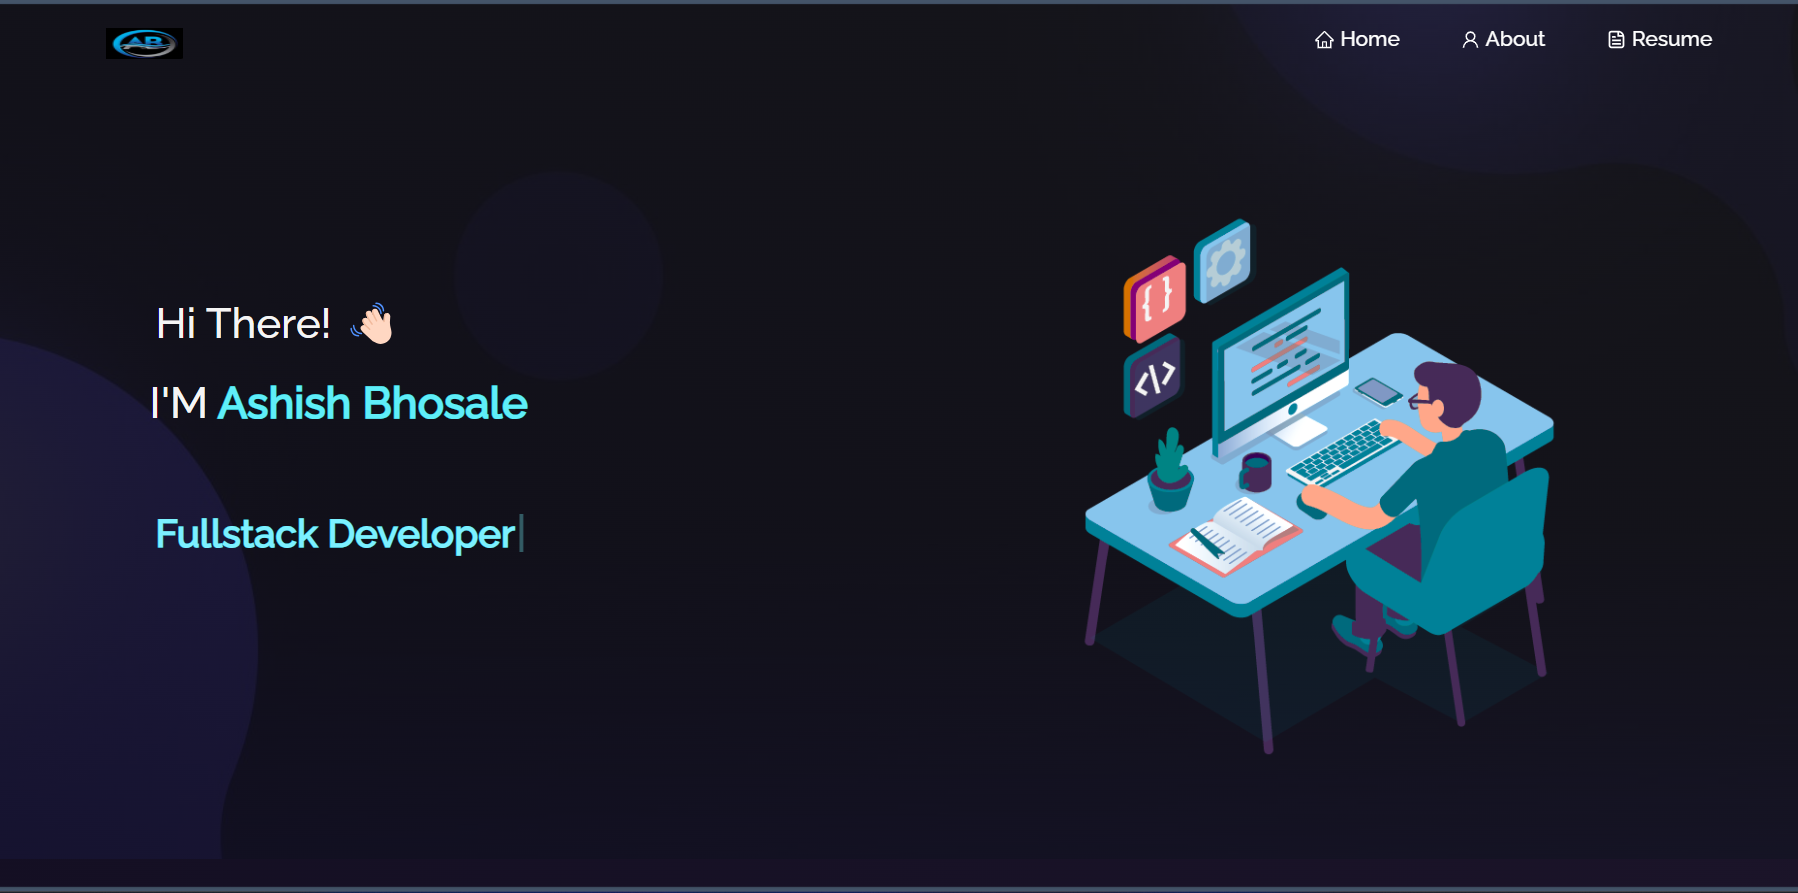 AB
Home
About
Resume
Hi There! 👋🏻
I'M Ashish Bhosale
Fullstack Developer
{ }
</>